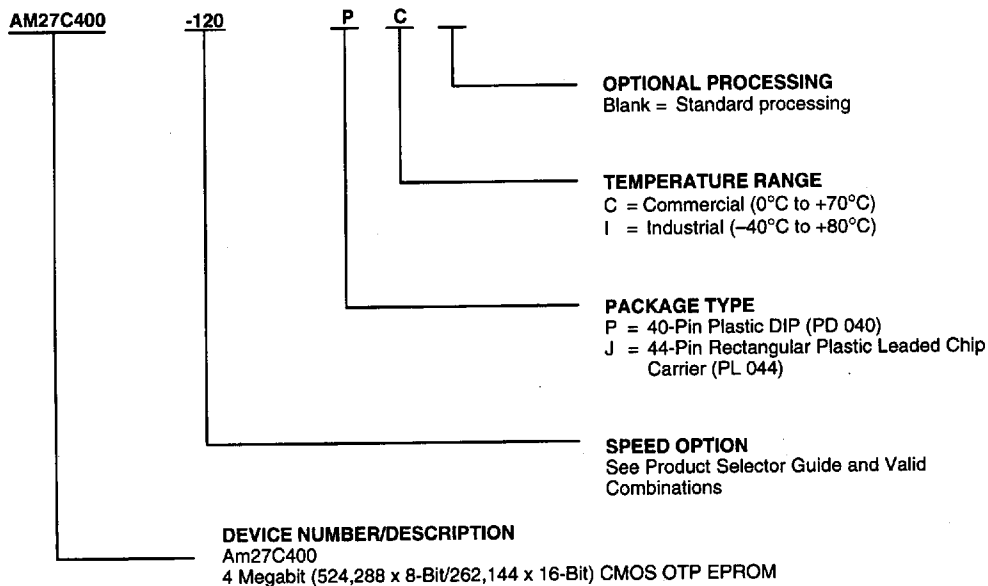 AM27C400 -120 P C
OPTIONAL PROCESSING
Blank = Standard processing
TEMPERATURE RANGE
C = Commercial (0°C to +70°C)
I = Industrial (–40°C to +80°C)
PACKAGE TYPE
P = 40-Pin Plastic DIP (PD 040)
J = 44-Pin Rectangular Plastic Leaded Chip
Carrier (PL 044)
SPEED OPTION
See Product Selector Guide and Valid
Combinations
DEVICE NUMBER/DESCRIPTION
Am27C400
4 Megabit (524,288 x 8-Bit/262,144 x 16-Bit) CMOS OTP EPROM